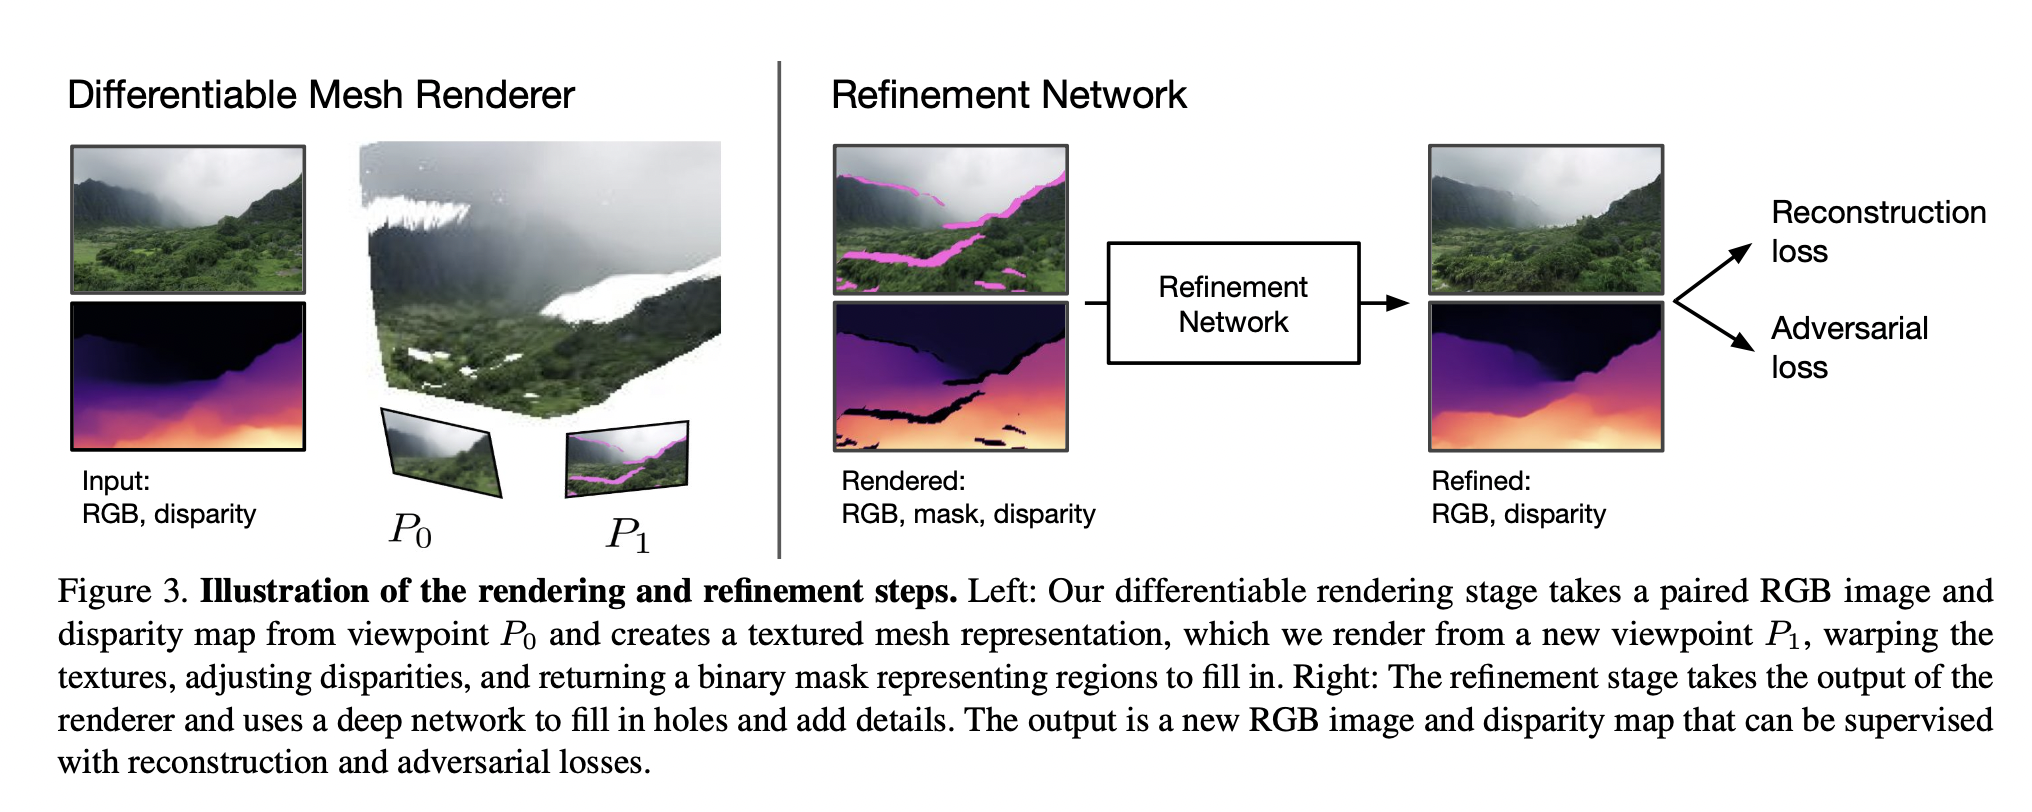 Differentiable Mesh Renderer
Input:
RGB, disparity
P0
P1
Refinement Network
Rendered:
RGB, mask, disparity
Refinement
Network
Refined:
RGB, disparity
Reconstruction
loss
Adversarial
loss
Figure 3. Illustration of the rendering and refinement steps. Left: Our differentiable rendering stage takes a paired RGB image and
disparity map from viewpoint P0 and creates a textured mesh representation, which we render from a new viewpoint P1, warping the
textures, adjusting disparities, and returning a binary mask representing regions to fill in. Right: The refinement stage takes the output of the
renderer and uses a deep network to fill in holes and add details. The output is a new RGB image and disparity map that can be supervised
with reconstruction and adversarial losses.